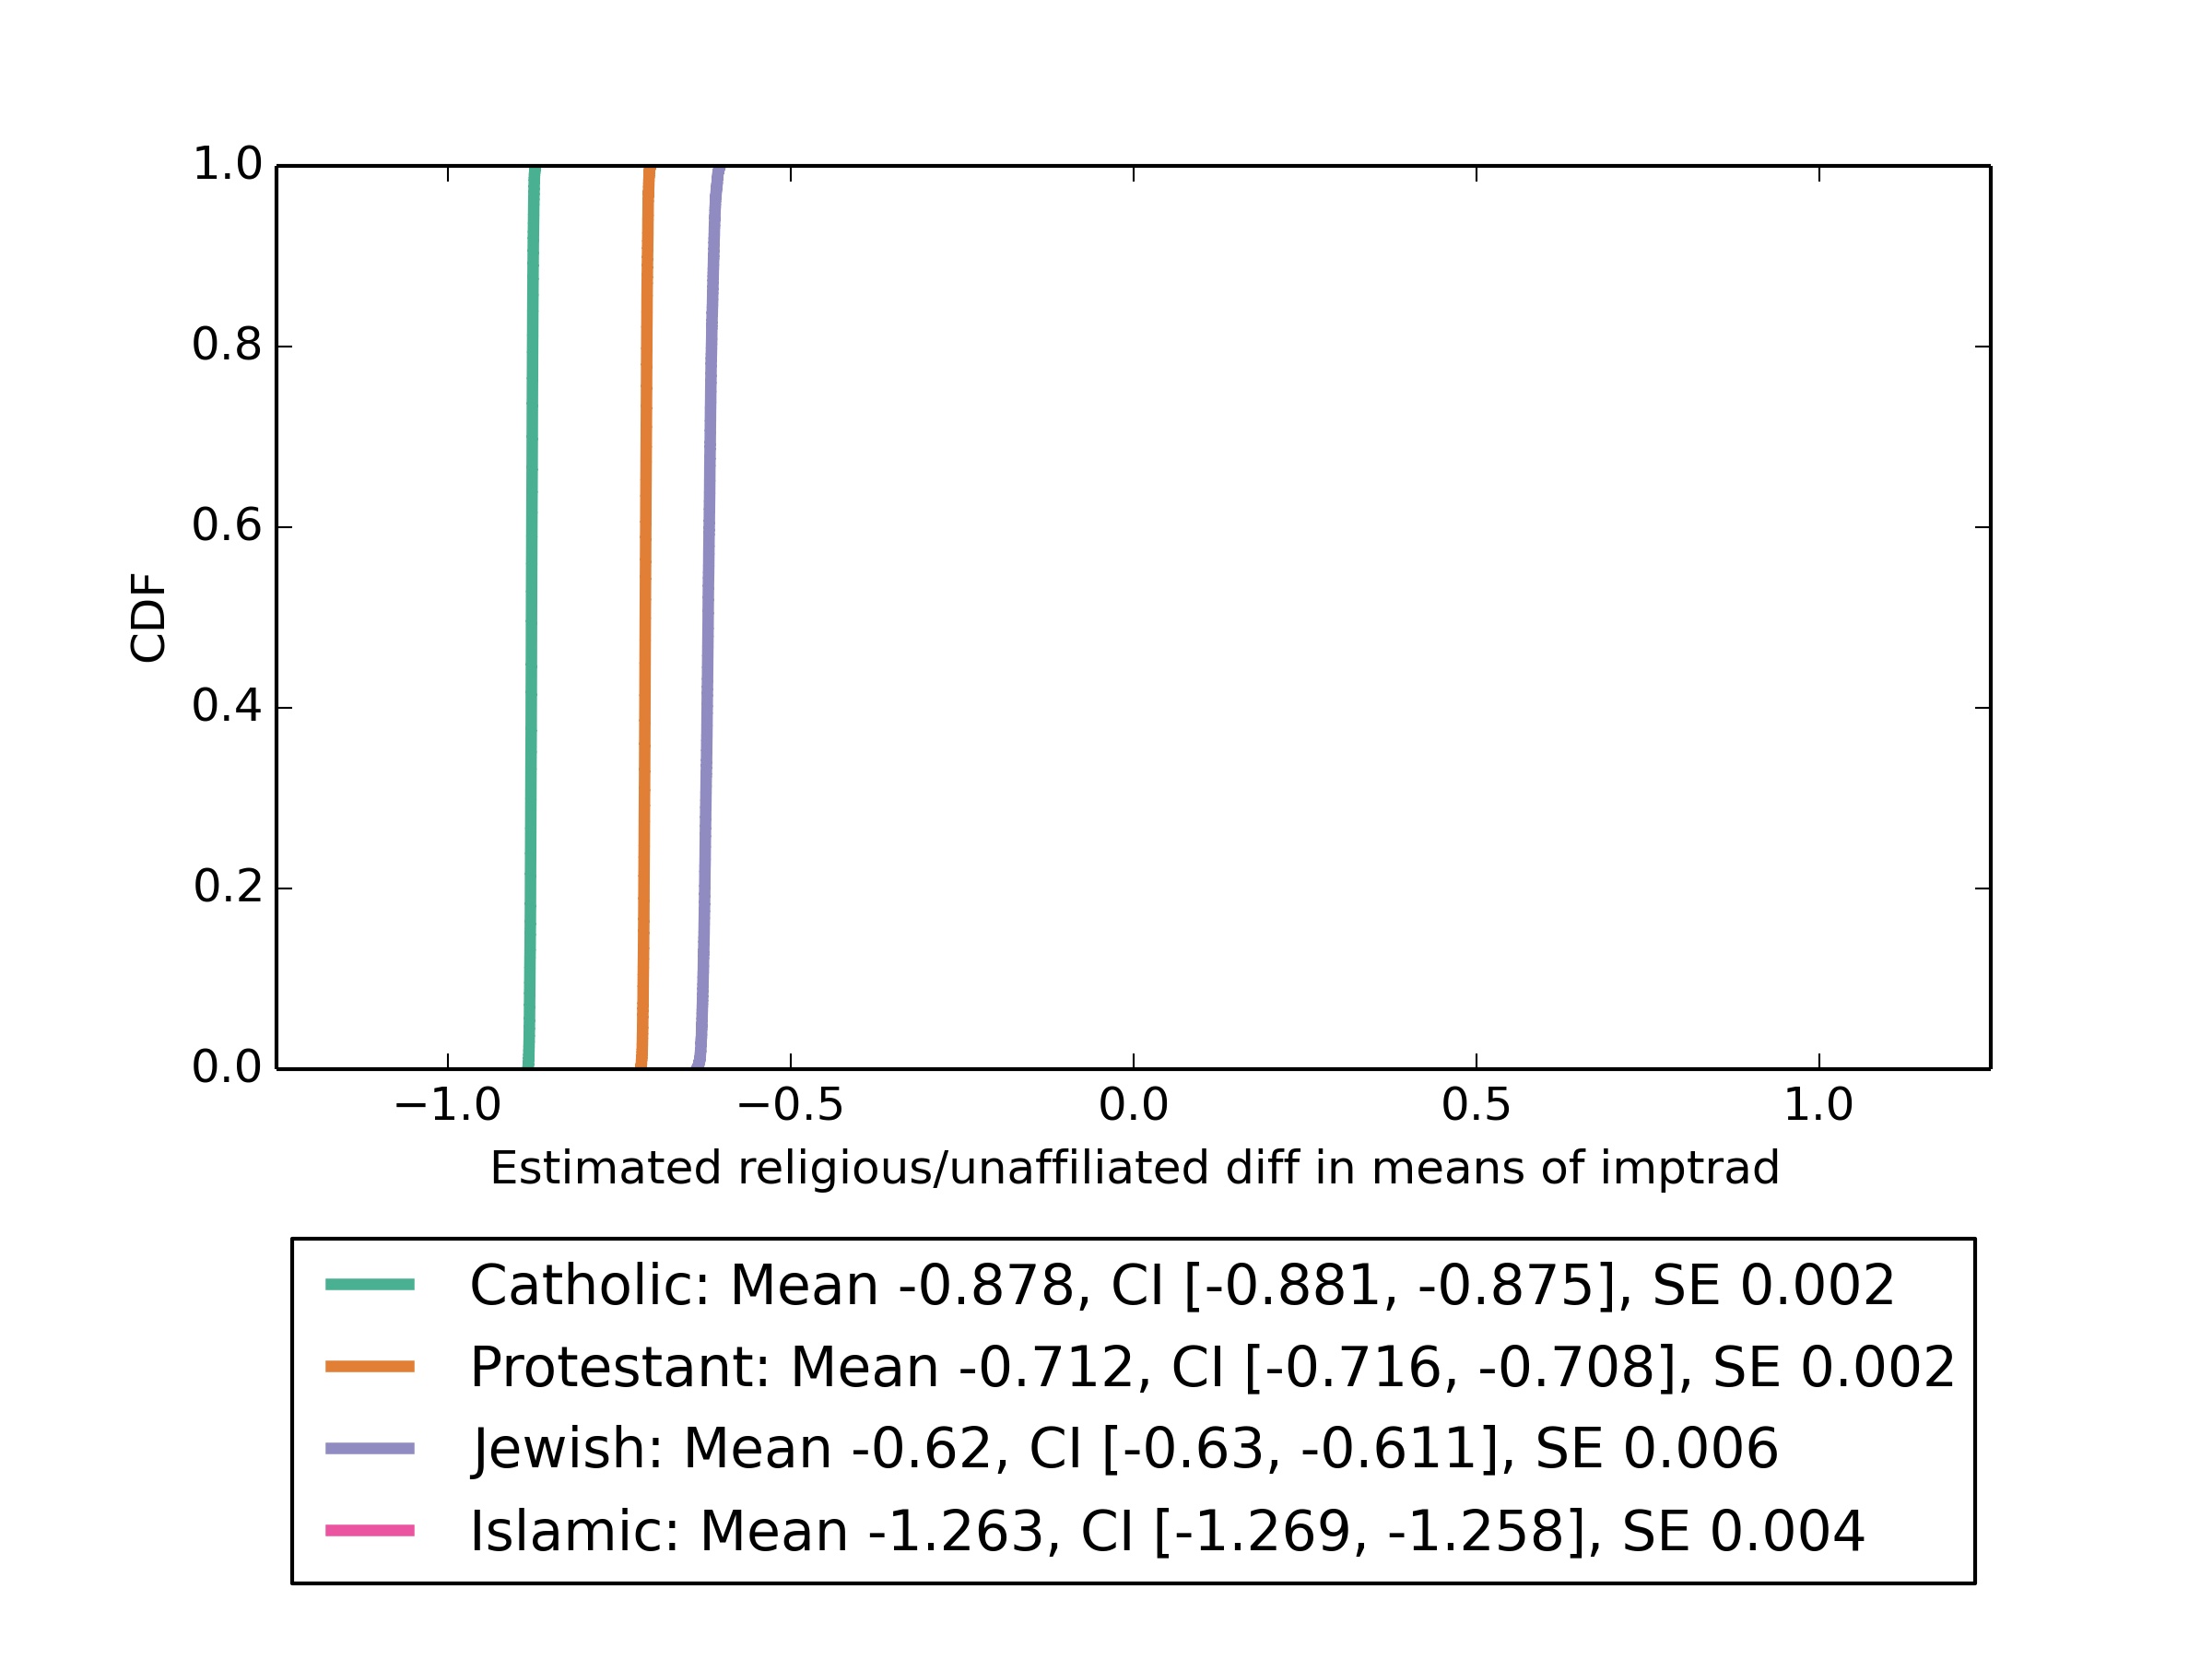 1.0
0.8
0.6
0.4
0.2
0.0
CDF
−1.0 −0.5 0.0 0.5 1.0
Estimated religious/unaffiliated diff in means of imptrad
Catholic: Mean -0.878, CI [-0.881, -0.875], SE 0.002
Protestant: Mean -0.712, CI [-0.716, -0.708], SE 0.002
Jewish: Mean -0.62, CI [-0.63, -0.611], SE 0.006
Islamic: Mean -1.263, CI [-1.269, -1.258], SE 0.004